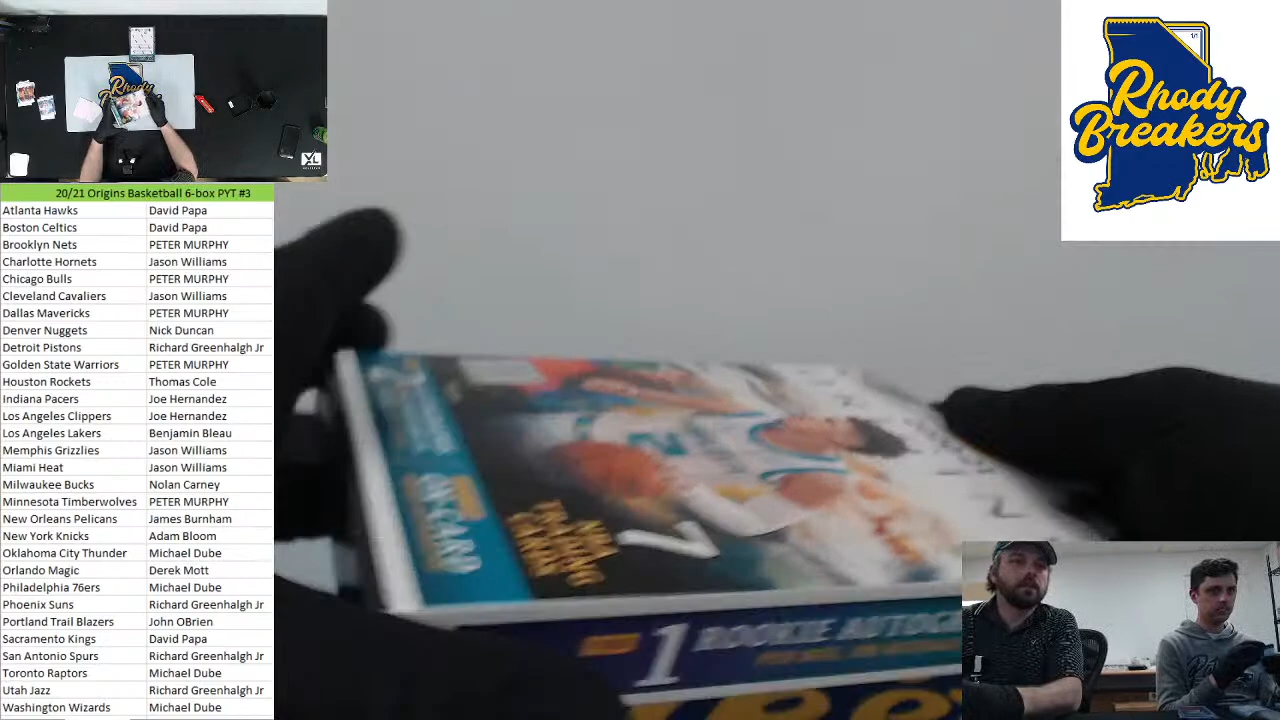 Rhody
Breakers
1/1
Rhody
XL
20/21 Origins Basketball 6-box PYT #3
Atlanta Hawks David Papa
Boston Celtics David Papa
Brooklyn Nets PETER MURPHY
Charlotte Hornets Jason Williams
Chicago Bulls PETER MURPHY
Cleveland Cavaliers Jason Williams
Dallas Mavericks PETER MURPHY
Denver Nuggets Nick Duncan
Detroit Pistons Richard Greenhalgh Jr
Golden State Warriors PETER MURPHY
Houston Rockets Thomas Cole
Indiana Pacers Joe Hernandez
Los Angeles Clippers Joe Hernandez
Los Angeles Lakers Benjamin Bleau
Memphis Grizzlies Jason Williams
Miami Heat Jason Williams
Milwaukee Bucks Nolan Carney
Minnesota Timberwolves PETER MURPHY
New Orleans Pelicans James Burnham
New York Knicks Adam Bloom
Oklahoma City Thunder Michael Dube
Orlando Magic Derek Mott
Philadelphia 76ers Michael Dube
Phoenix Suns Richard Greenhalgh Jr
Portland Trail Blazers John OBrien
Sacramento Kings David Papa
San Antonio Spurs Richard Greenhalgh Jr
Toronto Raptors Michael Dube
Utah Jazz Richard Greenhalgh Jr
Washington Wizards Michael Dube
1 ROOKIE